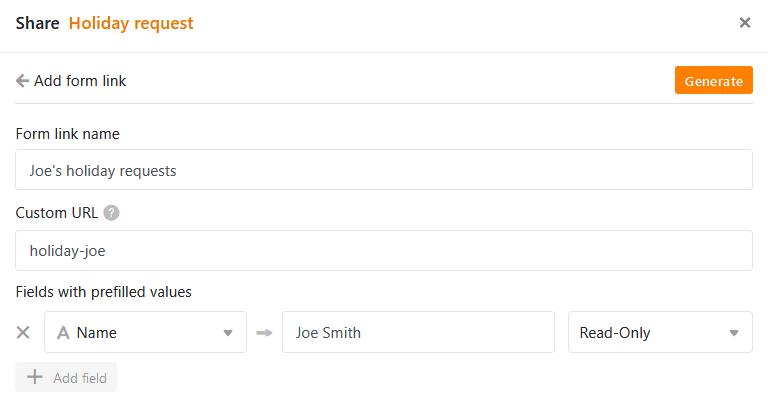 Share Holiday request
Add form link
Generate
Form link name
Joe's holiday requests
Custom URL ?
holiday-joe
Fields with prefilled values
A Name Joe Smith Read-Only
Add field